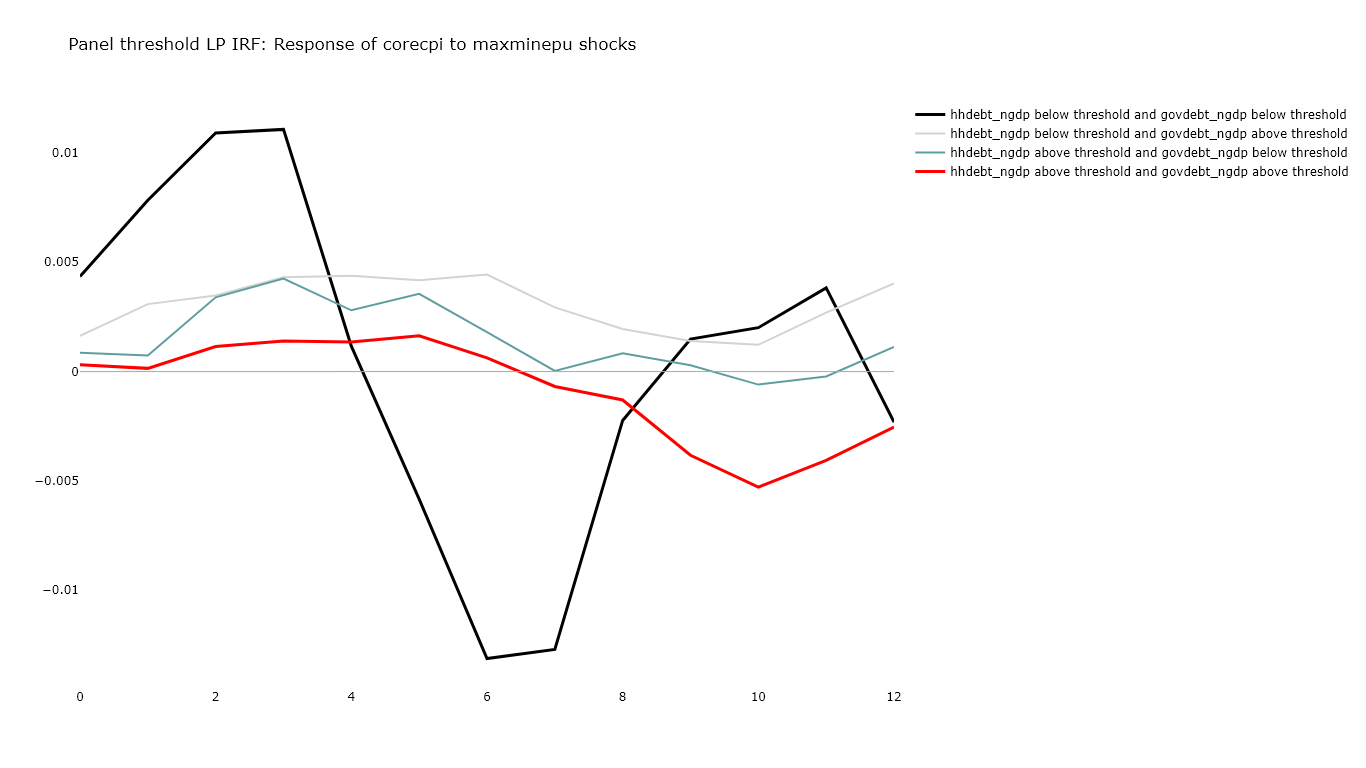 Panel threshold LP IRF: Response of corecpi to maxminepu shocks
hhdebt_ngdp below threshold and govdebt_ngdp below threshold
hhdebt_ngdp below threshold and govdebt_ngdp above threshold
hhdebt_ngdp above threshold and govdebt_ngdp below threshold
hhdebt_ngdp above threshold and govdebt_ngdp above threshold
0.01
0.005
0
−0.005
−0.01
0 2 4 6 8 10 12